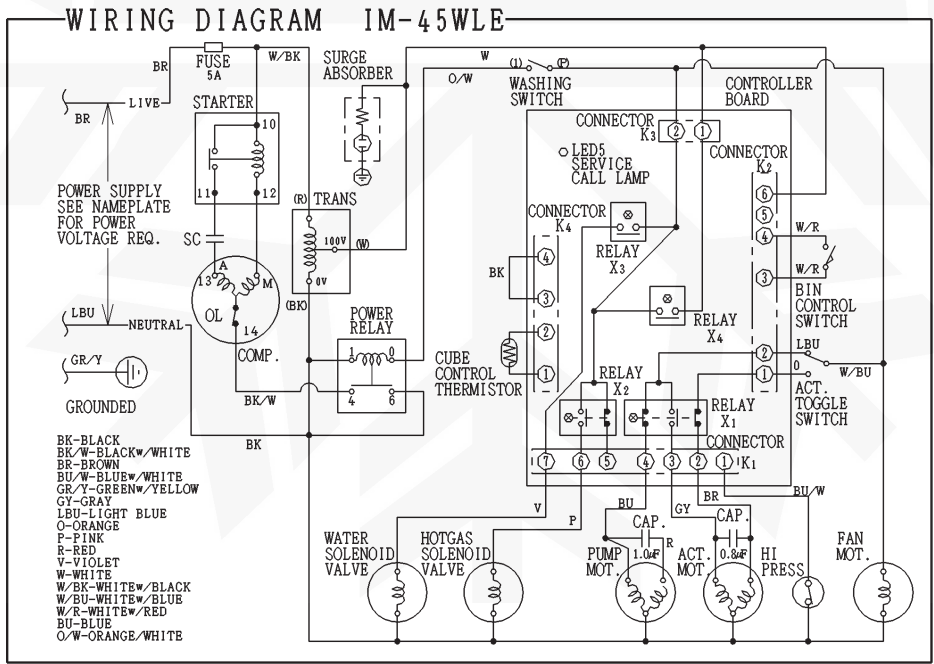 WIRING DIAGRAM IM-45WLE
BR
FUSE
5A
W/BK
SURGE
ABSORBER
W
O/W
(1)
(P)
WASHING
SWITCH
CONTROLLER
BOARD
LIVE
BR
STARTER
10
11
12
CONNECTOR
K3
2
1
LED5
SERVICE
CALL LAMP
CONNECTOR
K2
6
5
4
3
2
1
POWER SUPPLY
SEE NAMEPLATE
FOR POWER
VOLTAGE REQ.
SC
(R)
TRANS
100V
(W)
0V
(BK)
CONNECTOR
K4
4
3
2
1
BK
RELAY
X3
RELAY
X4
W/R
W/R
BIN
CONTROL
SWITCH
13
A
M
OL
14
COMP.
LBU
NEUTRAL
POWER
RELAY
1
0
4
6
GR/Y
GROUNDED
BK/W
BK
CUBE
CONTROL
THERMISTOR
LBU
O
W/BU
ACT.
TOGGLE
SWITCH
RELAY
X2
RELAY
X1
CONNECTOR
K1
7
6
5
4
3
2
1
BK-BLACK
BK/W-BLACKw/WHITE
BR-BROWN
BU/W-BLUEw/WHITE
GR/Y-GREENw/YELLOW
GY-GRAY
LBU-LIGHT BLUE
O-ORANGE
P-PINK
R-RED
V-VIOLET
W-WHITE
W/BK-WHITEw/BLACK
W/BU-WHITEw/BLUE
W/R-WHITEw/RED
BU-BLUE
O/W-ORANGE/WHITE
V
P
BU
GY
BR
BU/W
WATER
SOLENOID
VALVE
HOTGAS
SOLENOID
VALVE
CAP.
1.0μF
R
PUMP
MOT.
CAP.
0.8μF
ACT.
MOT.
HI
PRESS
FAN
MOT.